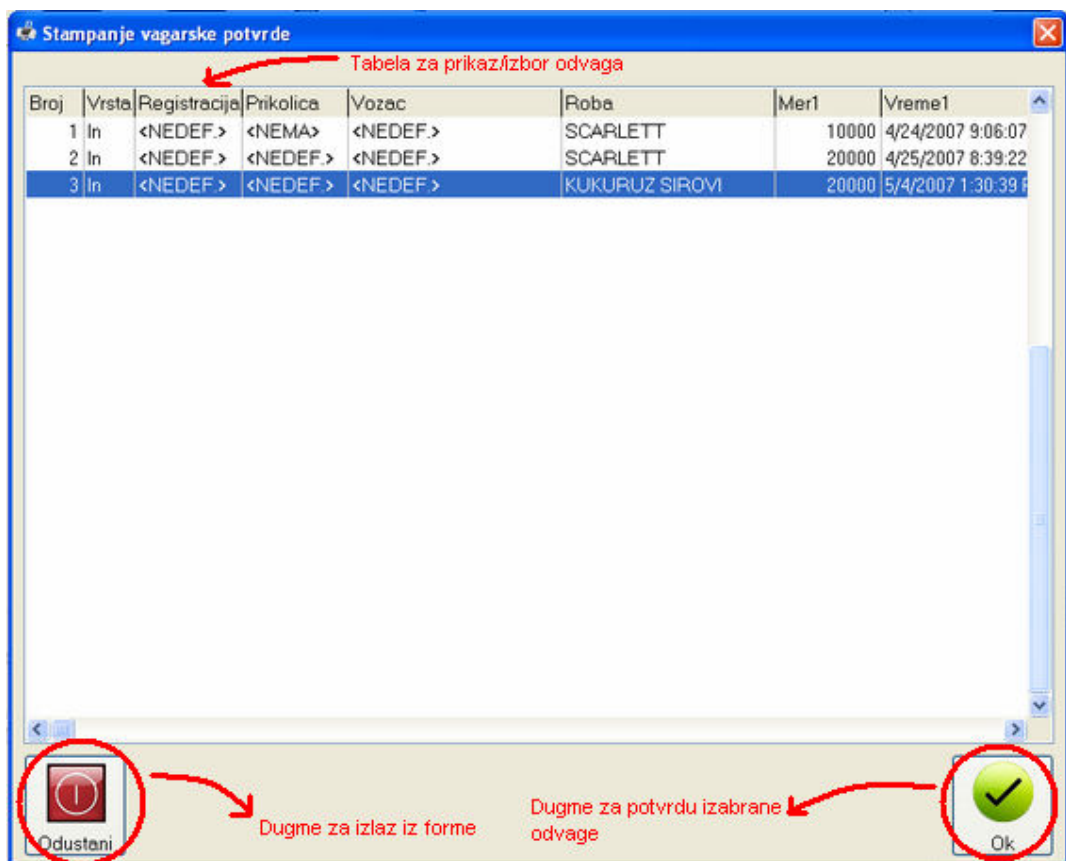 Stampanje vagarske potvrde
Tabela za prikaz/izbor odvaga
Broj Vrsta Registracija Prikolica Vozac Roba Mer1 Vreme1
1 In <NEDEF.> <NEMA> <NEDEF.> SCARLETT 10000 4/24/2007 9:06:07
2 In <NEDEF.> <NEDEF.> <NEDEF.> SCARLETT 20000 4/25/2007 8:39:22
3 In <NEDEF.> <NEDEF.> <NEDEF.> KUKURUZ SIROVI 20000 5/4/2007 1:30:39
Dugme za izlaz iz forme
Dugme za potvrdu izabrane
odvage
Odustani
Ok